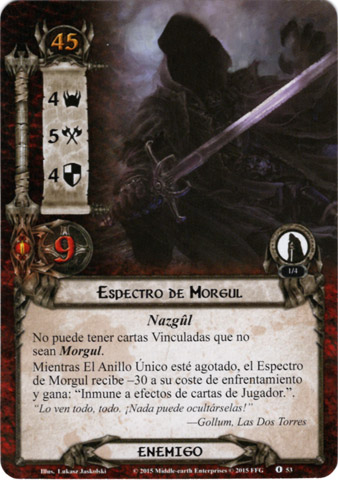 45
4
5
4
9
1/4
Espectro de Morgul
Nazgûl
No puede tener cartas Vinculadas que no
sean Morgul.
Mientras El Anillo Único esté agotado, el Espectro
de Morgul recibe –30 a su coste de enfrentamiento
y gana: “Inmune a efectos de cartas de Jugador.”.
“Lo ven todo, todo. ¡Nada puede ocultárselas!”
—Gollum. Las Dos Torres
ENEMIGO
Illus. Lukasz Jaskolski © 2015 Middle-earth Enterprises © 2015 FFG 53